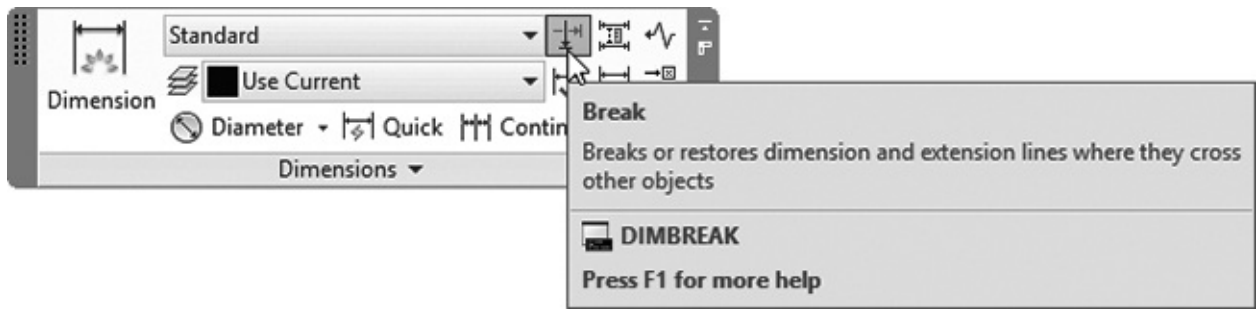 Standard
Use Current
Dimension
Diameter
Quick
Contin
Dimensions
Break
Breaks or restores dimension and extension lines where they cross
other objects
DIMBREAK
Press F1 for more help